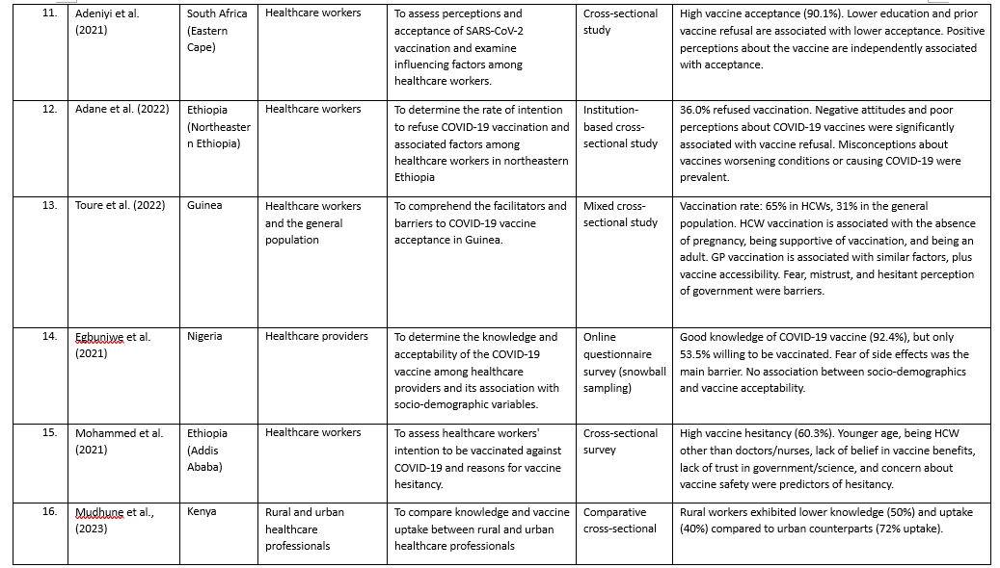 11. Adeniyi et al. (2021)
South Africa (Eastern Cape)
Healthcare workers
To assess perceptions and acceptance of SARS-CoV-2 vaccination and examine influencing factors among healthcare workers.
Cross-sectional study
High vaccine acceptance (90.1%). Lower education and prior vaccine refusal are associated with lower acceptance. Positive perceptions about the vaccine are independently associated with acceptance.
12. Adane et al. (2022)
Ethiopia (Northeaster n Ethiopia)
Healthcare workers
To determine the rate of intention to refuse COVID-19 vaccination and associated factors among healthcare workers in northeastern Ethiopia
Institution-based cross-sectional study
36.0% refused vaccination. Negative attitudes and poor perceptions about COVID-19 vaccines were significantly associated with vaccine refusal. Misconceptions about vaccines worsening conditions or causing COVID-19 were prevalent.
13. Toure et al. (2022)
Guinea
Healthcare workers and the general population
To comprehend the facilitators and barriers to COVID-19 vaccine acceptance in Guinea.
Mixed cross-sectional study
Vaccination rate: 65% in HCWs, 31% in the general population. HCW vaccination is associated with the absence of pregnancy, being supportive of vaccination, and being an adult. GP vaccination is associated with similar factors, plus vaccine accessibility. Fear, mistrust, and hesitant perception of government were barriers.
14. Egbuniwe et al. (2021)
Nigeria
Healthcare providers
To determine the knowledge and acceptability of the COVID-19 vaccine among healthcare providers and its association with socio-demographic variables.
Online questionnaire survey (snowball sampling)
Good knowledge of COVID-19 vaccine (92.4%), but only 53.5% willing to be vaccinated. Fear of side effects was the main barrier. No association between socio-demographics and vaccine acceptability.
15. Mohammed et al. (2021)
Ethiopia (Addis Ababa)
Healthcare workers
To assess healthcare workers' intention to be vaccinated against COVID-19 and reasons for vaccine hesitancy.
Cross-sectional survey
High vaccine hesitancy (60.3%). Younger age, being HCW other than doctors/nurses, lack of belief in vaccine benefits, lack of trust in government/science, and concern about vaccine safety were predictors of hesitancy.
16. Mudhune et al., (2023)
Kenya
Rural and urban healthcare professionals
To compare knowledge and vaccine uptake between rural and urban healthcare professionals
Comparative cross-sectional
Rural workers exhibited lower knowledge (50%) and uptake (40%) compared to urban counterparts (72% uptake).